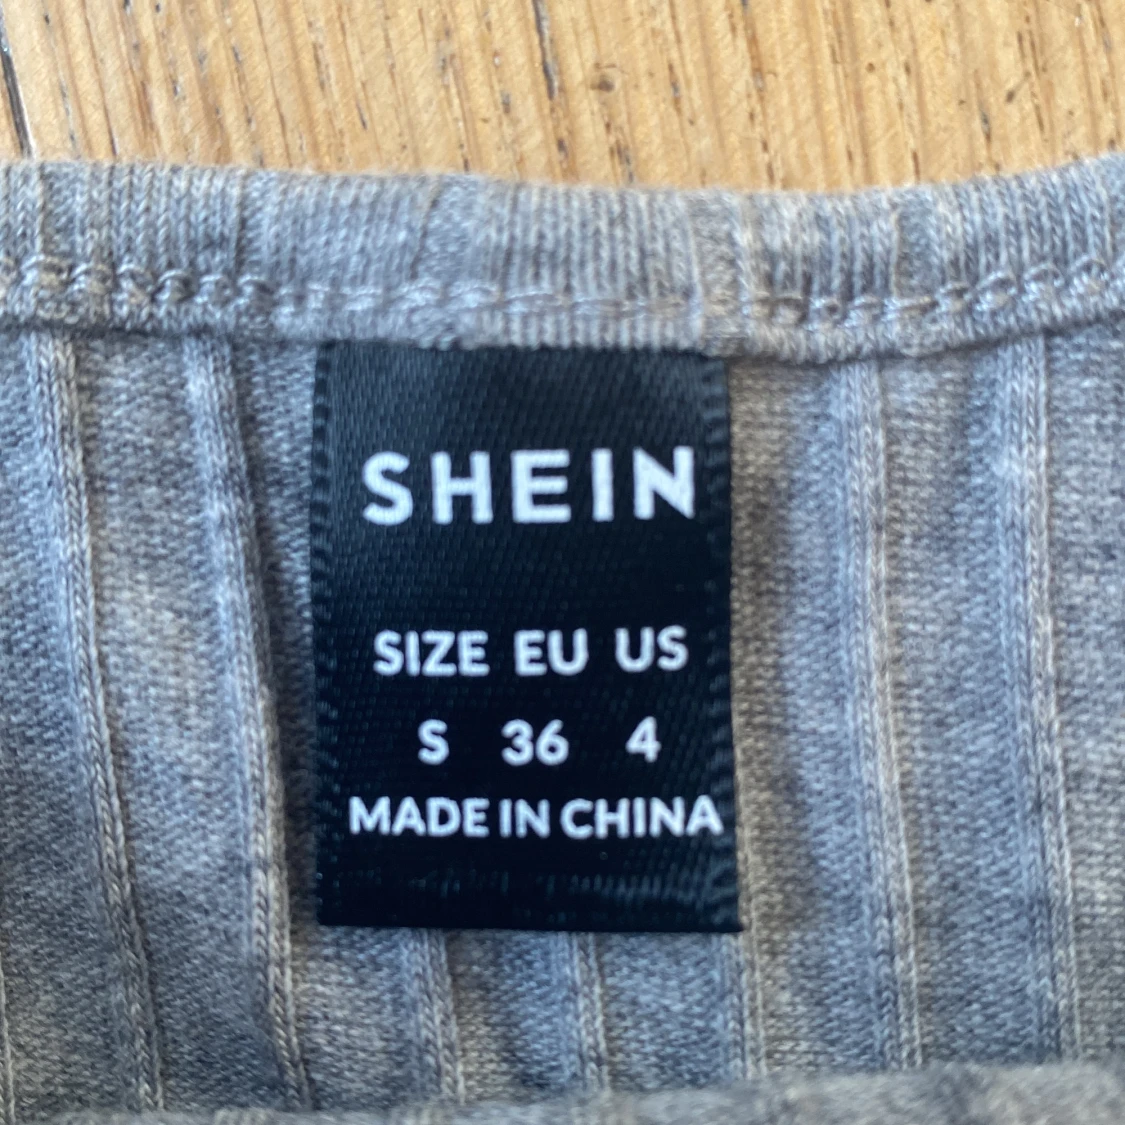 SHEIN
SIZE EU US
S 36 4
MADE IN CHINA